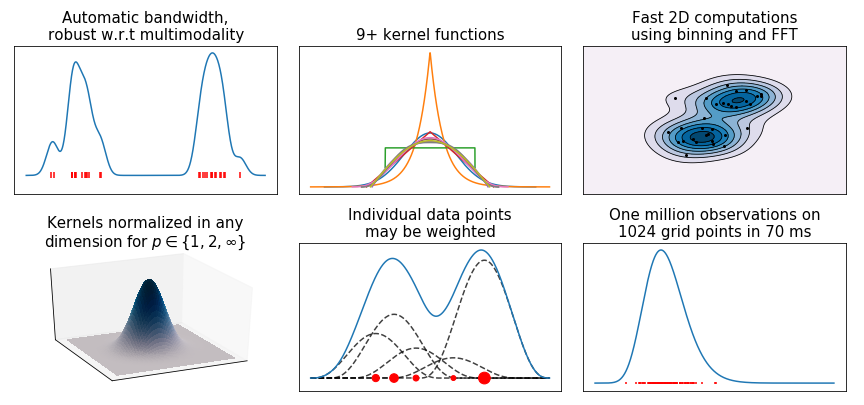 Automatic bandwidth,
robust w.r.t multimodality
9+ kernel functions
Fast 2D computations
using binning and FFT
Kernels normalized in any
dimension for p ∈ {1, 2, ∞}
Individual data points
may be weighted
One million observations on
1024 grid points in 70 ms